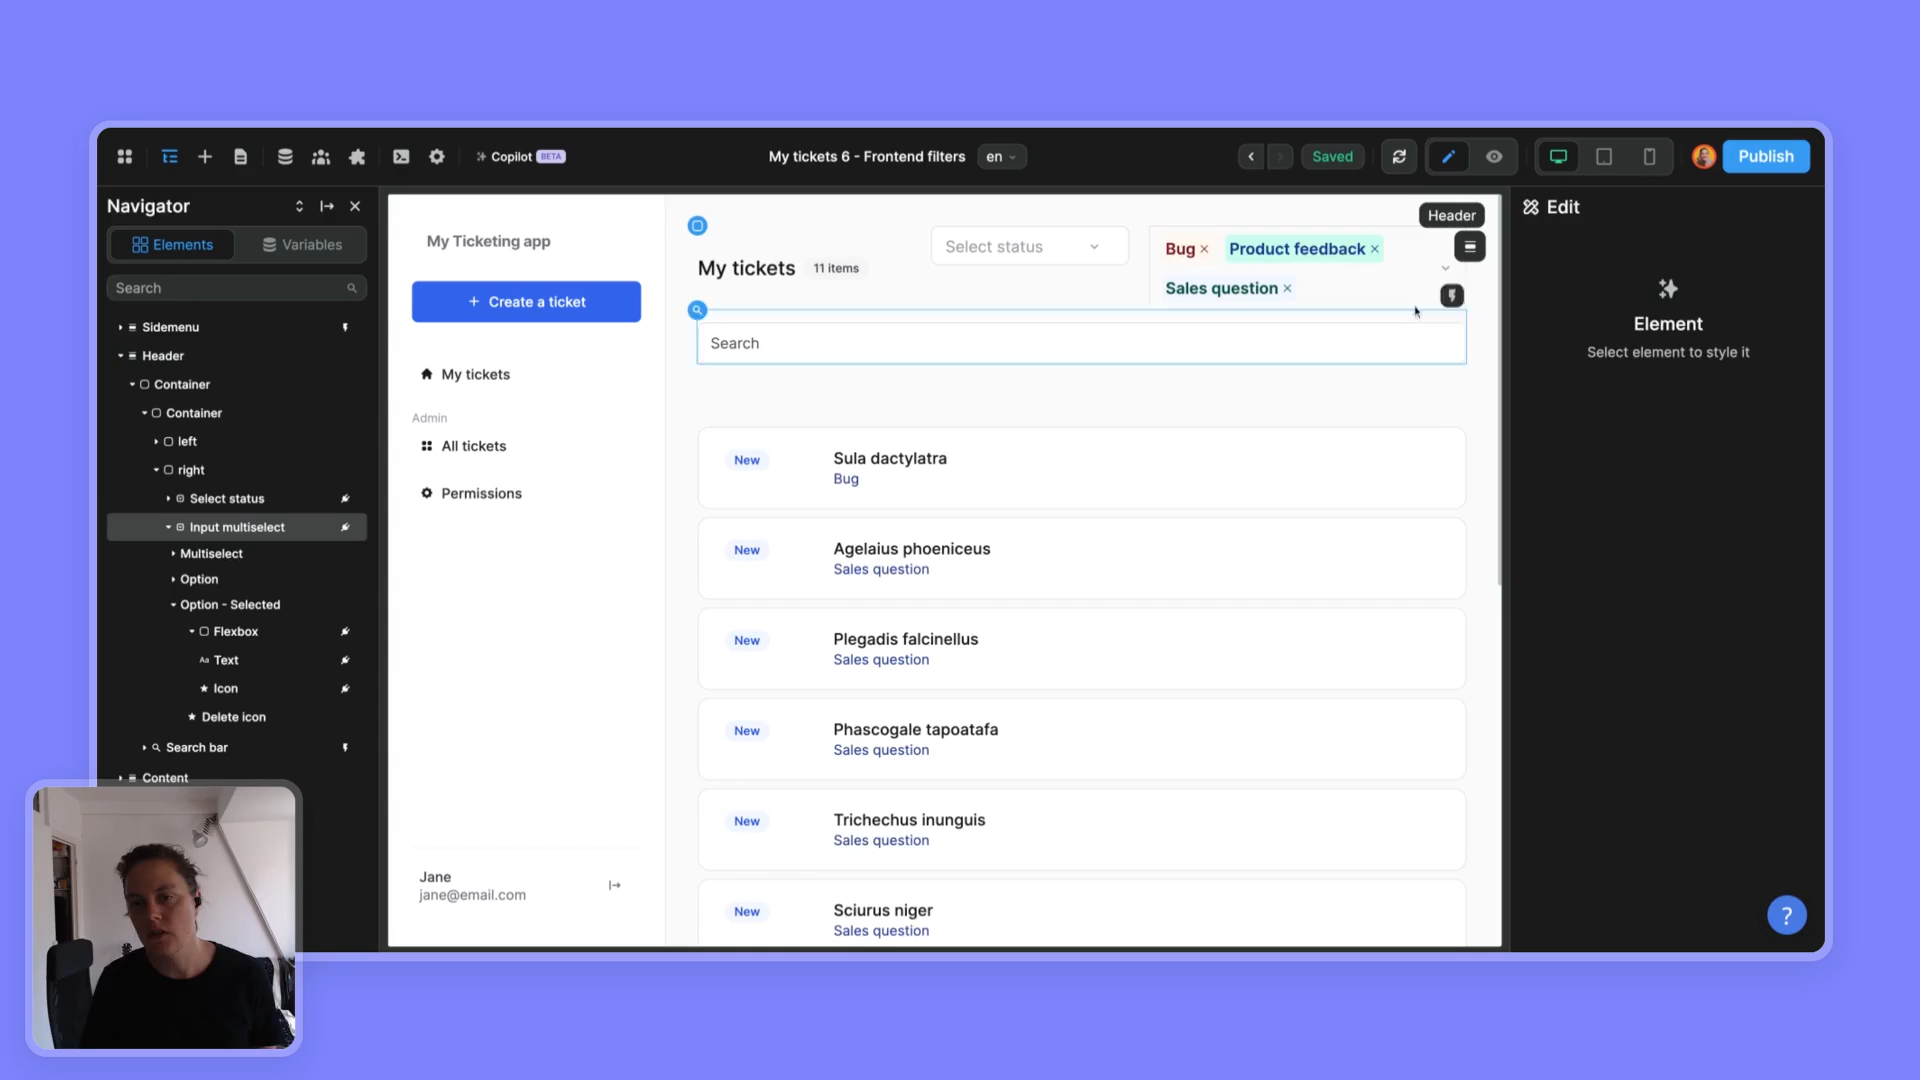 Copilot BETA
My tickets 6 - Frontend filters
en
Saved
Publish
Navigator
Elements
Variables
Search
Sidemenu
Header
Container
Container
left
right
Select status
Input multiselect
Multiselect
Option
Option - Selected
Flexbox
Aa Text
Icon
Delete icon
Search bar
Content
My Ticketing app
+ Create a ticket
My tickets
Admin
All tickets
Permissions
Jane
jane@email.com
My tickets 11 items
Select status
Bug × Product feedback ×
Sales question ×
Header
Search
New
Sula dactylatra
Bug
New
Agelaius phoeniceus
Sales question
New
Plegadis falcinellus
Sales question
New
Phascogale tapoatafa
Sales question
New
Trichechus inunguis
Sales question
New
Sciurus niger
Sales question
Edit
Element
Select element to style it
?